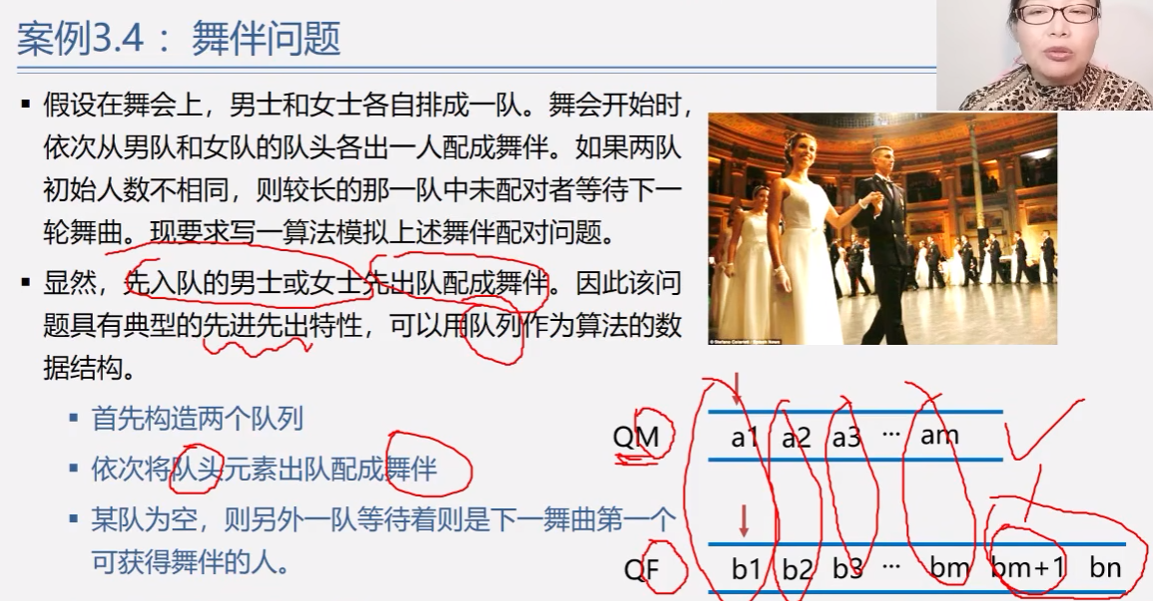 案例3.4：舞伴问题
▪ 假设在舞会上，男士和女士各自排成一队。舞会开始时，
依次从男队和女队的队头各出一人配成舞伴。如果两队
初始人数不相同，则较长的那一队中未配对者等待下一
轮舞曲。现要求写一算法模拟上述舞伴配对问题。
▪ 显然，先入队的男士或女士先出队配成舞伴。因此该问
题具有典型的先进先出特性，可以用队列作为算法的数
据结构。
▪ 首先构造两个队列
▪ 依次将队头元素出队配成舞伴
▪ 某队为空，则另外一队等待着则是下一舞曲第一个
可获得舞伴的人。
QM a1 a2 a3 … am
QF b1 b2 b3 … bm bm+1 bn